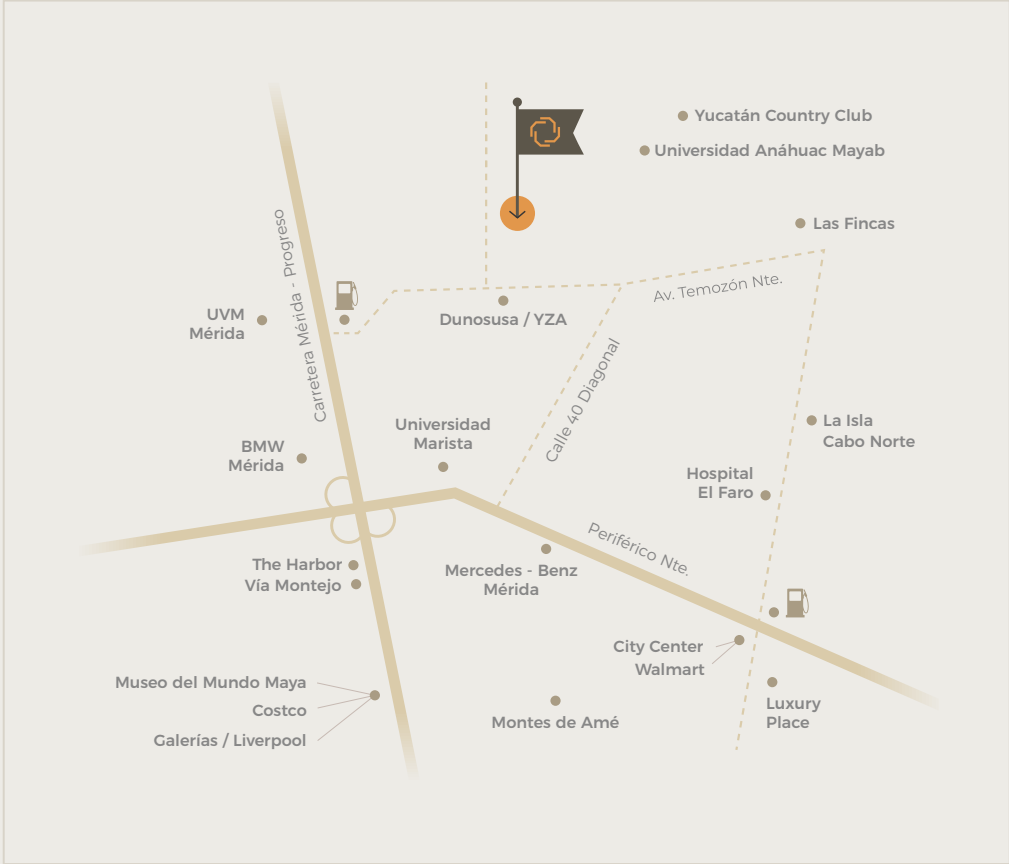 Yucatán Country Club
Universidad Anáhuac Mayab
Las Fincas
Carretera Mérida - Progreso
Av. Temozón Nte.
UVM
Mérida
Dunosusa / YZA
Calle 40 Diagonal
Universidad
Marista
La Isla
Cabo Norte
BMW
Mérida
Hospital
El Faro
Periférico Nte.
The Harbor
Vía Montejo
Mercedes - Benz
Mérida
City Center
Walmart
Museo del Mundo Maya
Costco
Galerías / Liverpool
Montes de Amé
Luxury
Place